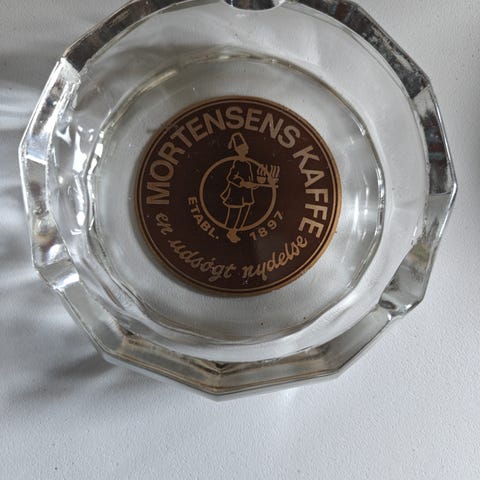 MORTENSENS KAFFE
ETABL. 1897
en udsøgt nydelse